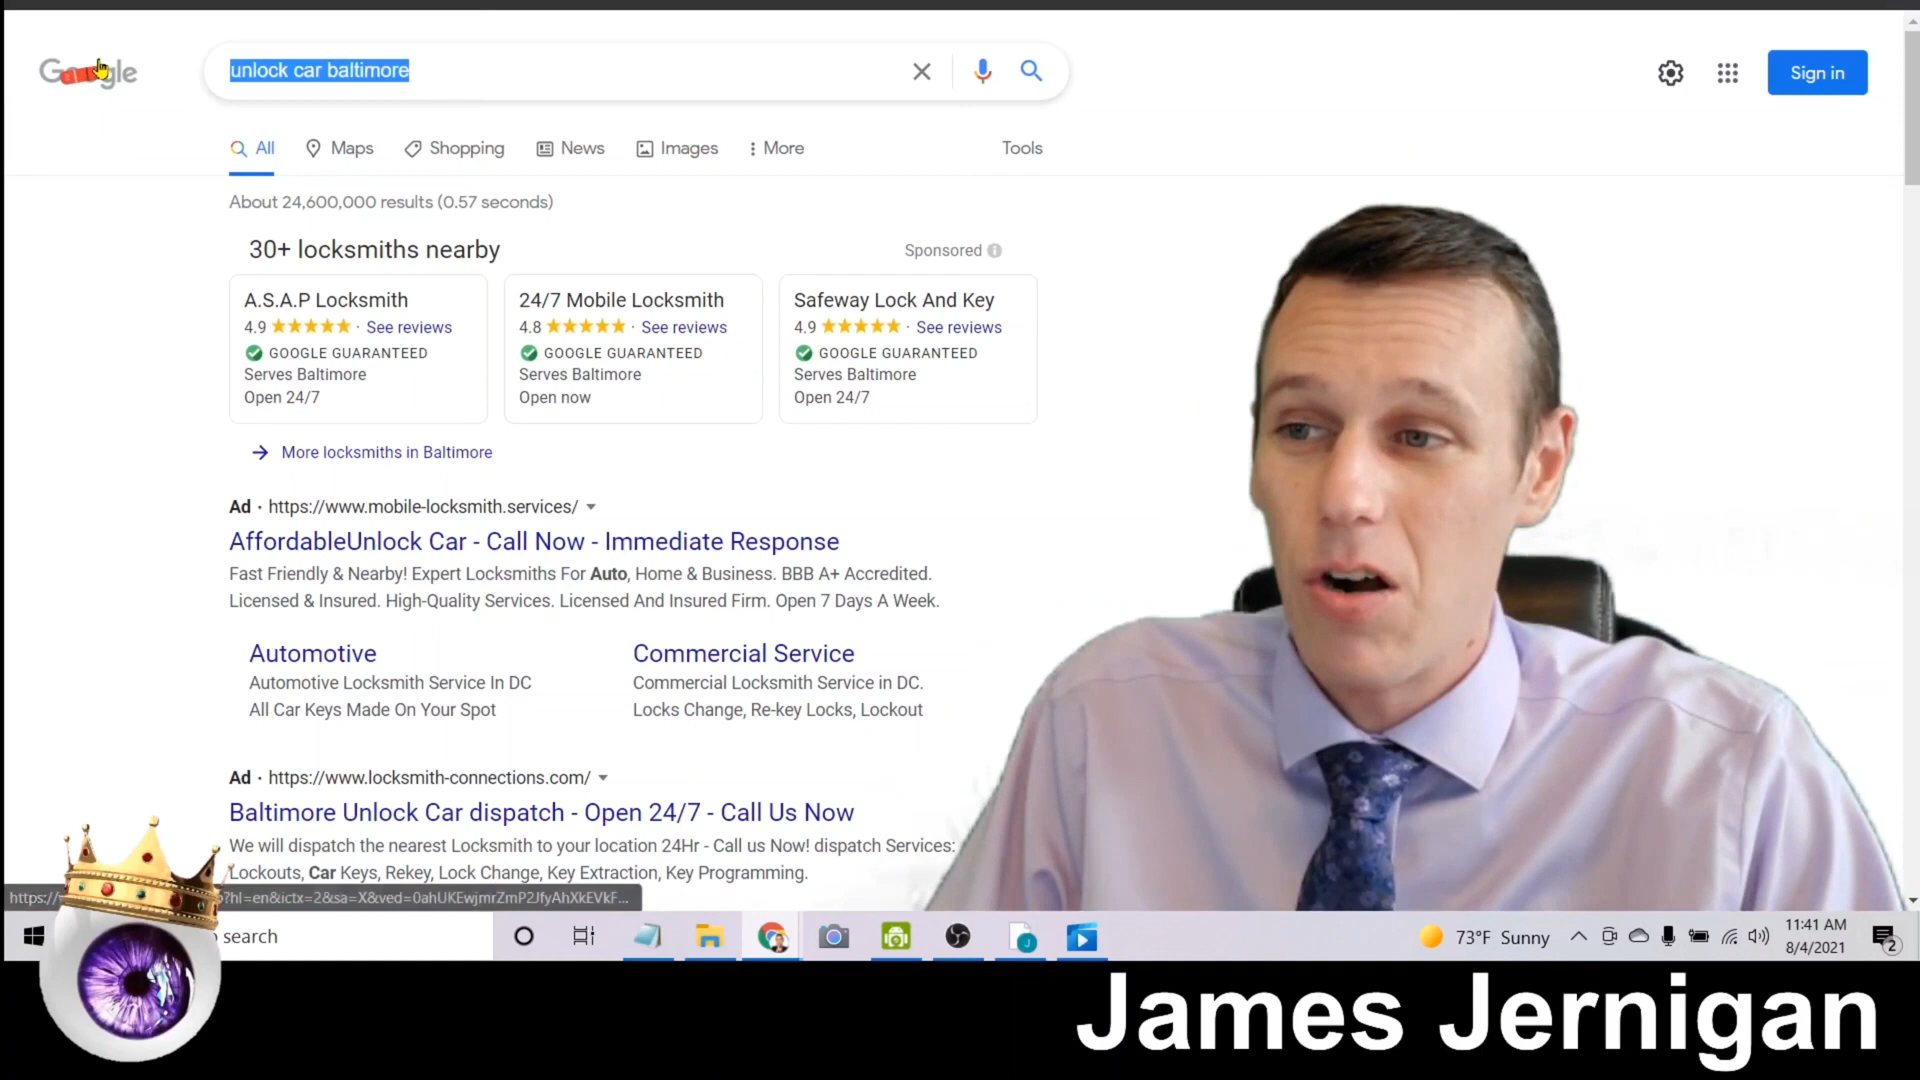 Google
unlock car baltimore
Sign in
All Maps Shopping News Images More Tools
About 24,600,000 results (0.57 seconds)
30+ locksmiths nearby Sponsored
A.S.A.P Locksmith
4.9 · See reviews
GOOGLE GUARANTEED
Serves Baltimore
Open 24/7
24/7 Mobile Locksmith
4.8 · See reviews
GOOGLE GUARANTEED
Serves Baltimore
Open now
Safeway Lock And Key
4.9 · See reviews
GOOGLE GUARANTEED
Serves Baltimore
Open 24/7
More locksmiths in Baltimore
Ad · https://www.mobile-locksmith.services/
AffordableUnlock Car - Call Now - Immediate Response
Fast Friendly & Nearby! Expert Locksmiths For Auto, Home & Business. BBB A+ Accredited.
Licensed & Insured. High-Quality Services. Licensed And Insured Firm. Open 7 Days A Week.
Automotive
Automotive Locksmith Service In DC
All Car Keys Made On Your Spot
Commercial Service
Commercial Locksmith Service in DC.
Locks Change, Re-key Locks, Lockout
Ad · https://www.locksmith-connections.com/
Baltimore Unlock Car dispatch - Open 24/7 - Call Us Now
We will dispatch the nearest Locksmith to your location 24Hr - Call us Now! dispatch Services:
Lockouts, Car Keys, Rekey, Lock Change, Key Extraction, Key Programming.
search
73°F Sunny
11:41 AM
8/4/2021
2
James Jernigan